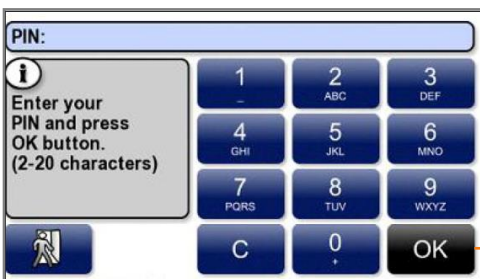 PIN:
i
Enter your
PIN and press
OK button.
(2-20 characters)
1 2 3
_ ABC DEF
4 5 6
GHI JKL MNO
7 8 9
PQRS TUV WXYZ
C 0 OK
+